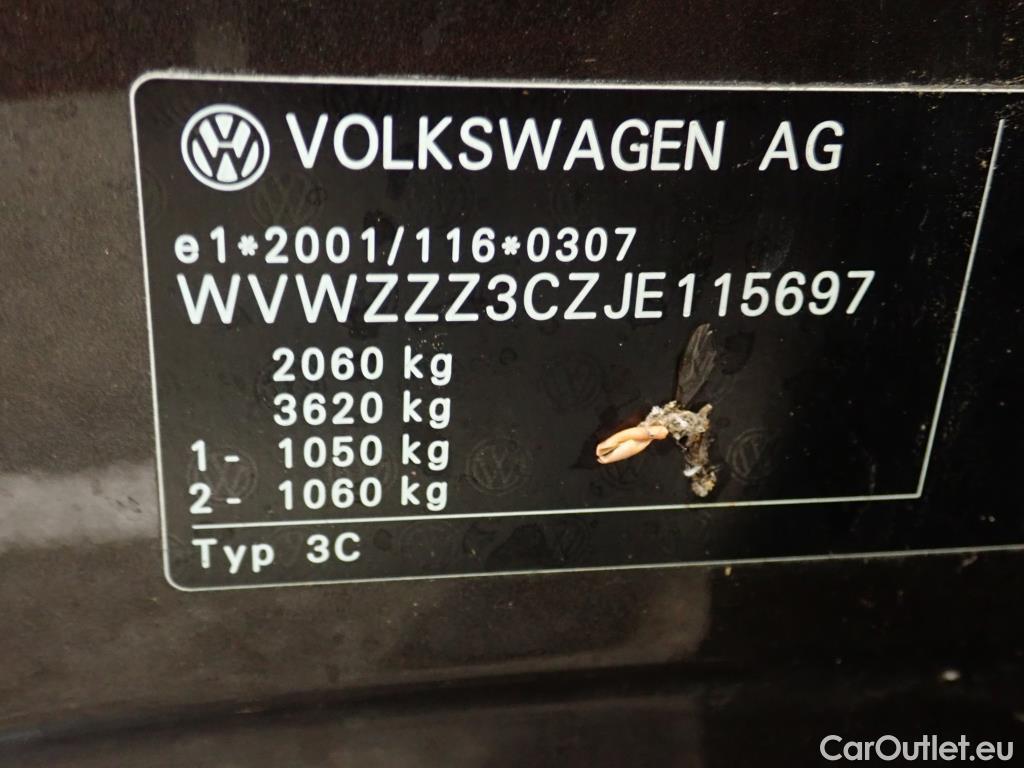 VOLKSWAGEN AG
e1*2001/116*0307
WVWZZZ3CZJE115697
2060 kg
3620 kg
1- 1050 kg
2- 1060 kg
Typ 3C
CarOutlet.eu